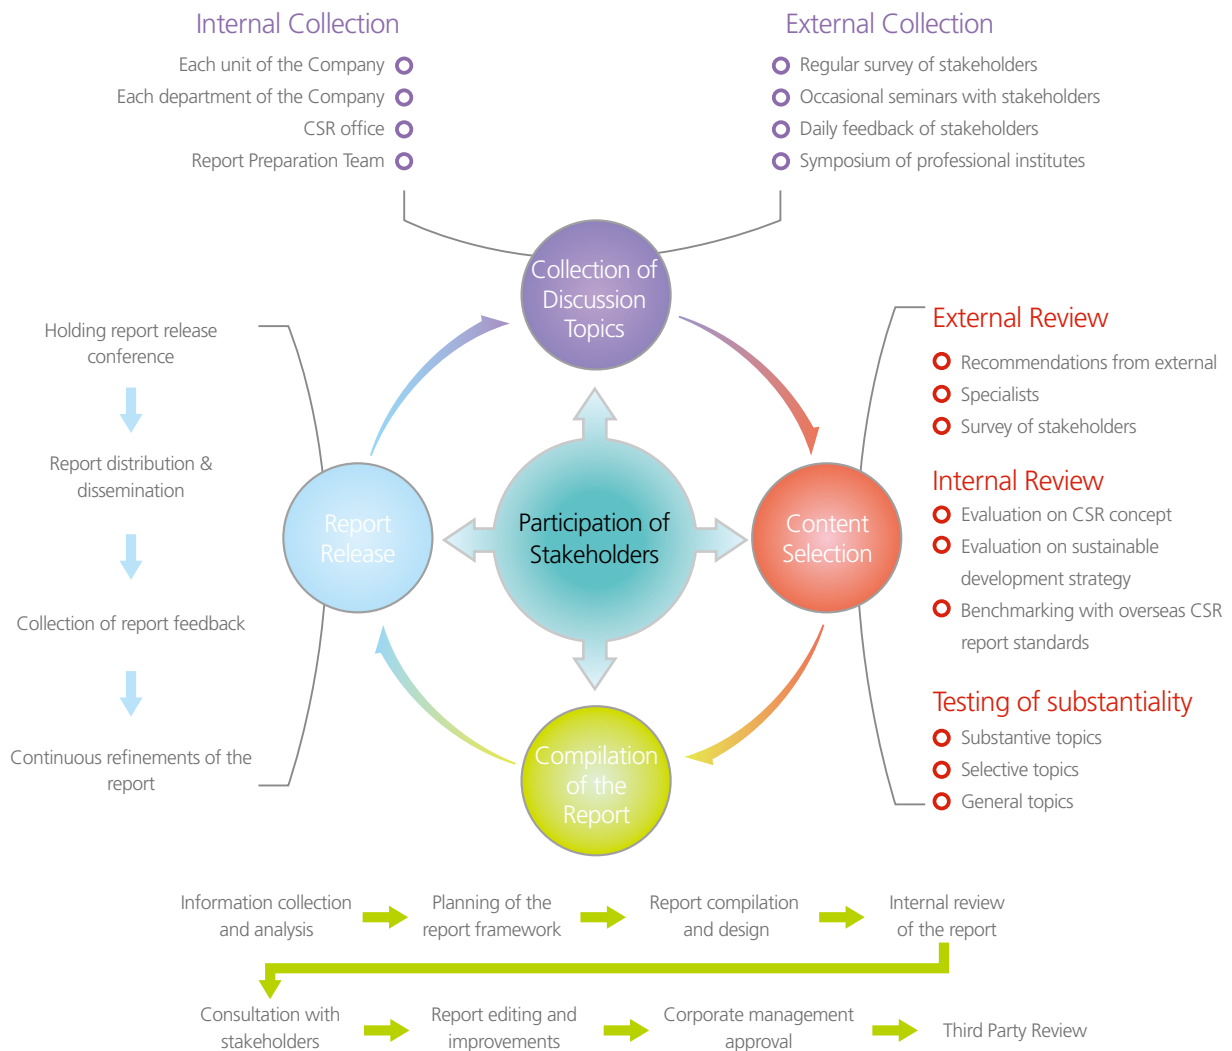 Internal Collection
Each unit of the Company
Each department of the Company
CSR office
Report Preparation Team
External Collection
Regular survey of stakeholders
Occasional seminars with stakeholders
Daily feedback of stakeholders
Symposium of professional institutes
Collection of
Discussion
Topics
Holding report release
conference
Report distribution &
dissemination
Collection of report feedback
Continuous refinements of the
report
Report
Release
Participation of
Stakeholders
Content
Selection
External Review
Recommendations from external
Specialists
Survey of stakeholders
Internal Review
Evaluation on CSR concept
Evaluation on sustainable
development strategy
Benchmarking with overseas CSR
report standards
Testing of substantiality
Substantive topics
Selective topics
General topics
Compilation
of the
Report
Information collection
and analysis
Planning of the
report framework
Report compilation
and design
Internal review
of the report
Consultation with
stakeholders
Report editing and
improvements
Corporate management
approval
Third Party Review